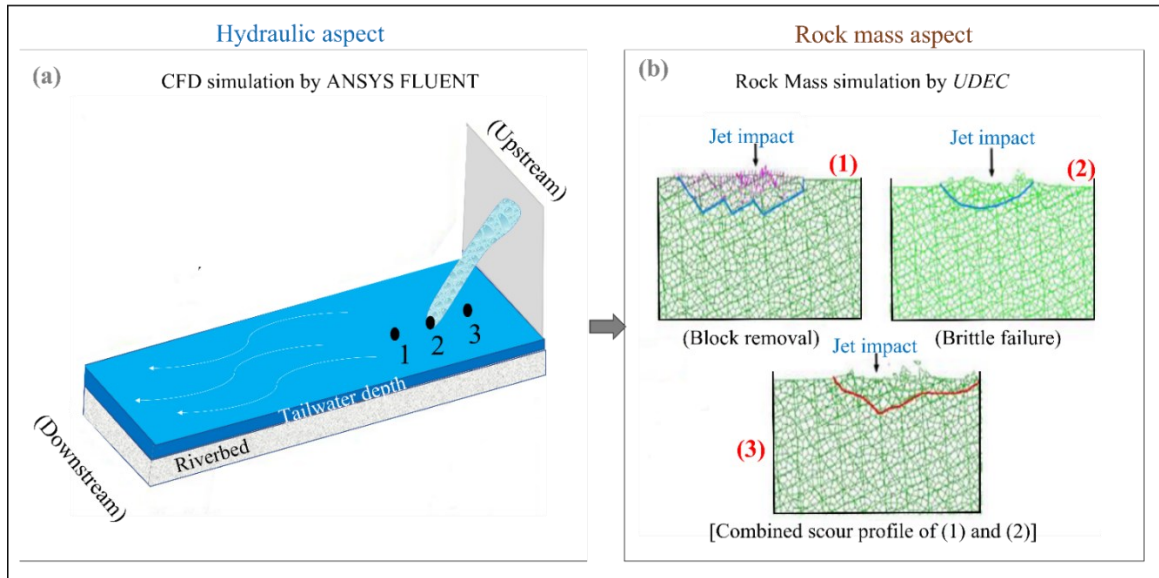 Hydraulic aspect
(a)
CFD simulation by ANSYS FLUENT
(Upstream)
1
2
3
Tailwater depth
Riverbed
(Downstream)
Rock mass aspect
(b)
Rock Mass simulation by UDEC
Jet impact
(1)
(Block removal)
Jet impact
(2)
(Brittle failure)
Jet impact
(3)
[Combined scour profile of (1) and (2)]